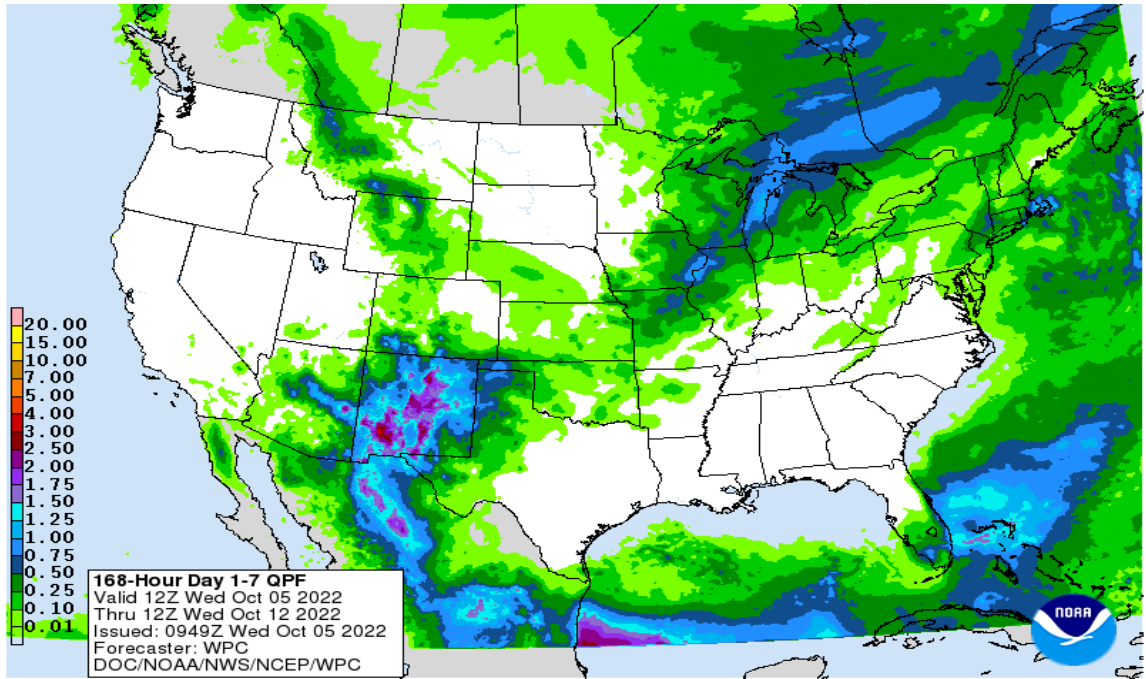 20.00
15.00
10.00
7.00
5.00
4.00
3.00
2.50
2.00
1.75
1.50
1.25
1.00
0.75
0.50
0.25
0.10
0.01
168-Hour Day 1-7 QPF
Valid 12Z Wed Oct 05 2022
Thru 12Z Wed Oct 12 2022
Issued: 0949Z Wed Oct 05 2022
Forecaster: WPC
DOC/NOAA/NWS/NCEP/WPC
NOAA